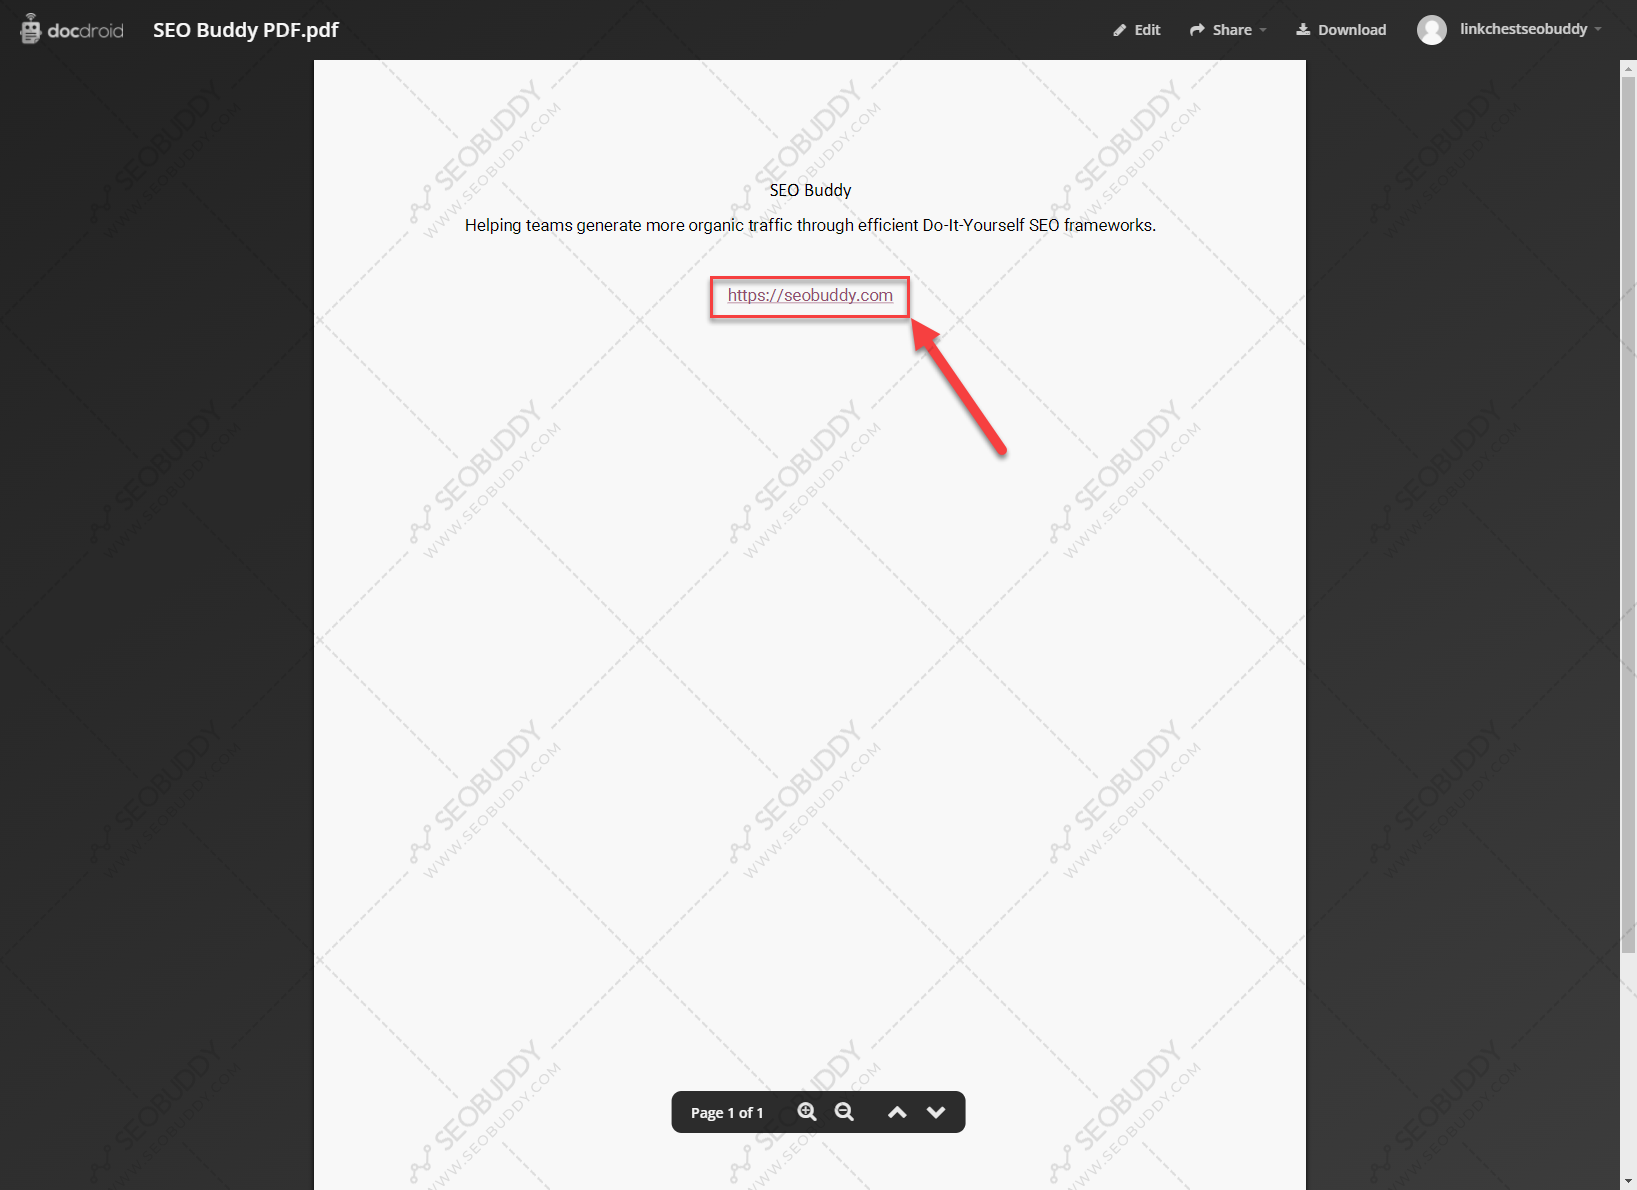 docdroid
SEO Buddy PDF.pdf
Edit
Share
Download
linkchestseobuddy
SEO Buddy
Helping teams generate more organic traffic through efficient Do-It-Yourself SEO frameworks.
https://seobuddy.com
Page 1 of 1
SEOBUDDY
WWW.SEOBUDDY.COM